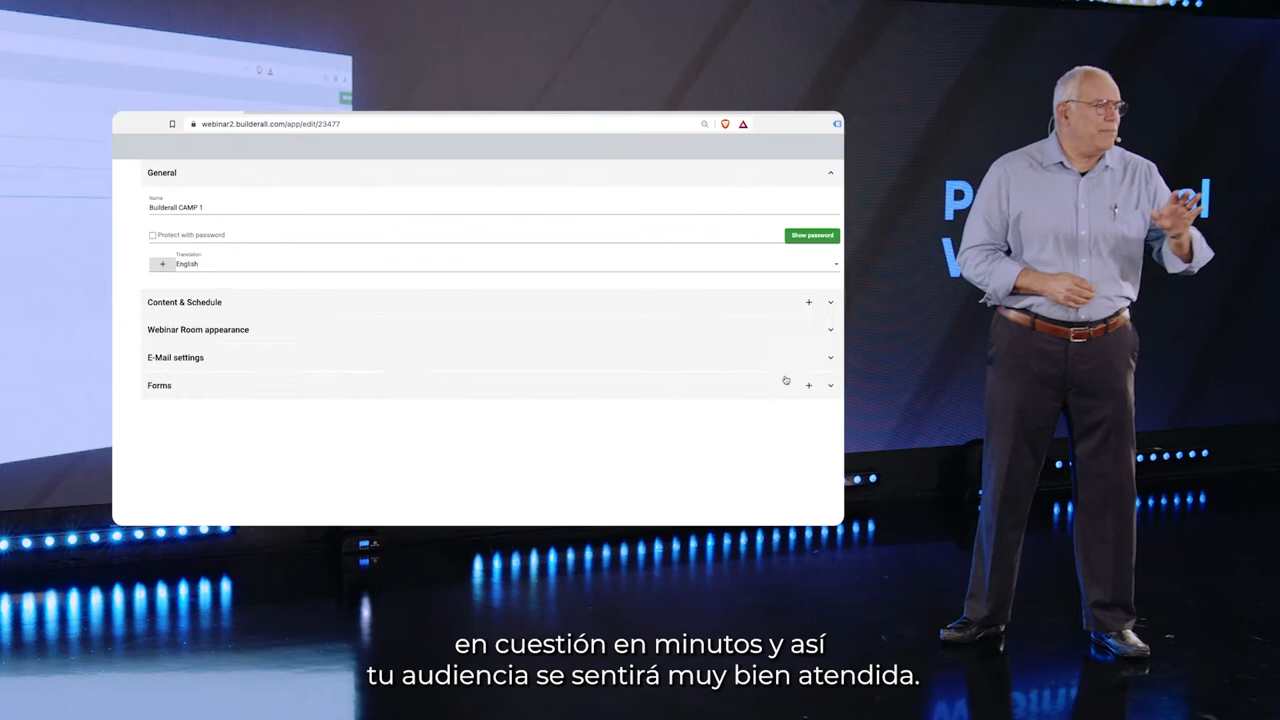 webinar2.builderall.com/app/edit/23477
General
Name
Builderall CAMP 1
Protect with password
Show password
Translation
English
Content & Schedule
Webinar Room appearance
E-Mail settings
Forms
en cuestión en minutos y así
tu audiencia se sentirá muy bien atendida.